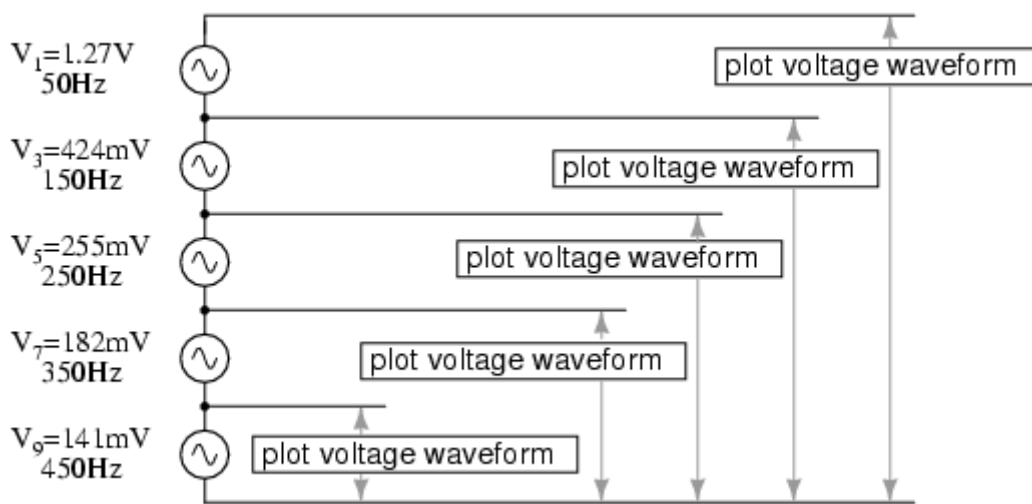 V1=1.27V
50Hz
plot voltage waveform
V3=424mV
150Hz
plot voltage waveform
V5=255mV
250Hz
plot voltage waveform
V7=182mV
350Hz
plot voltage waveform
V9=141mV
450Hz
plot voltage waveform